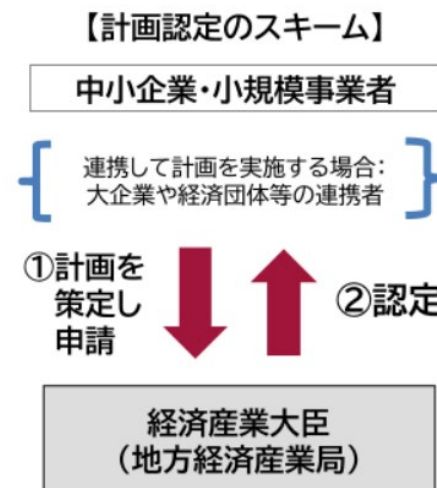 【計画認定のスキーム】
中小企業・小規模事業者
連携して計画を実施する場合：
大企業や経済団体等の連携者
①計画を
策定し
申請
②認定
経済産業大臣
（地方経済産業局）